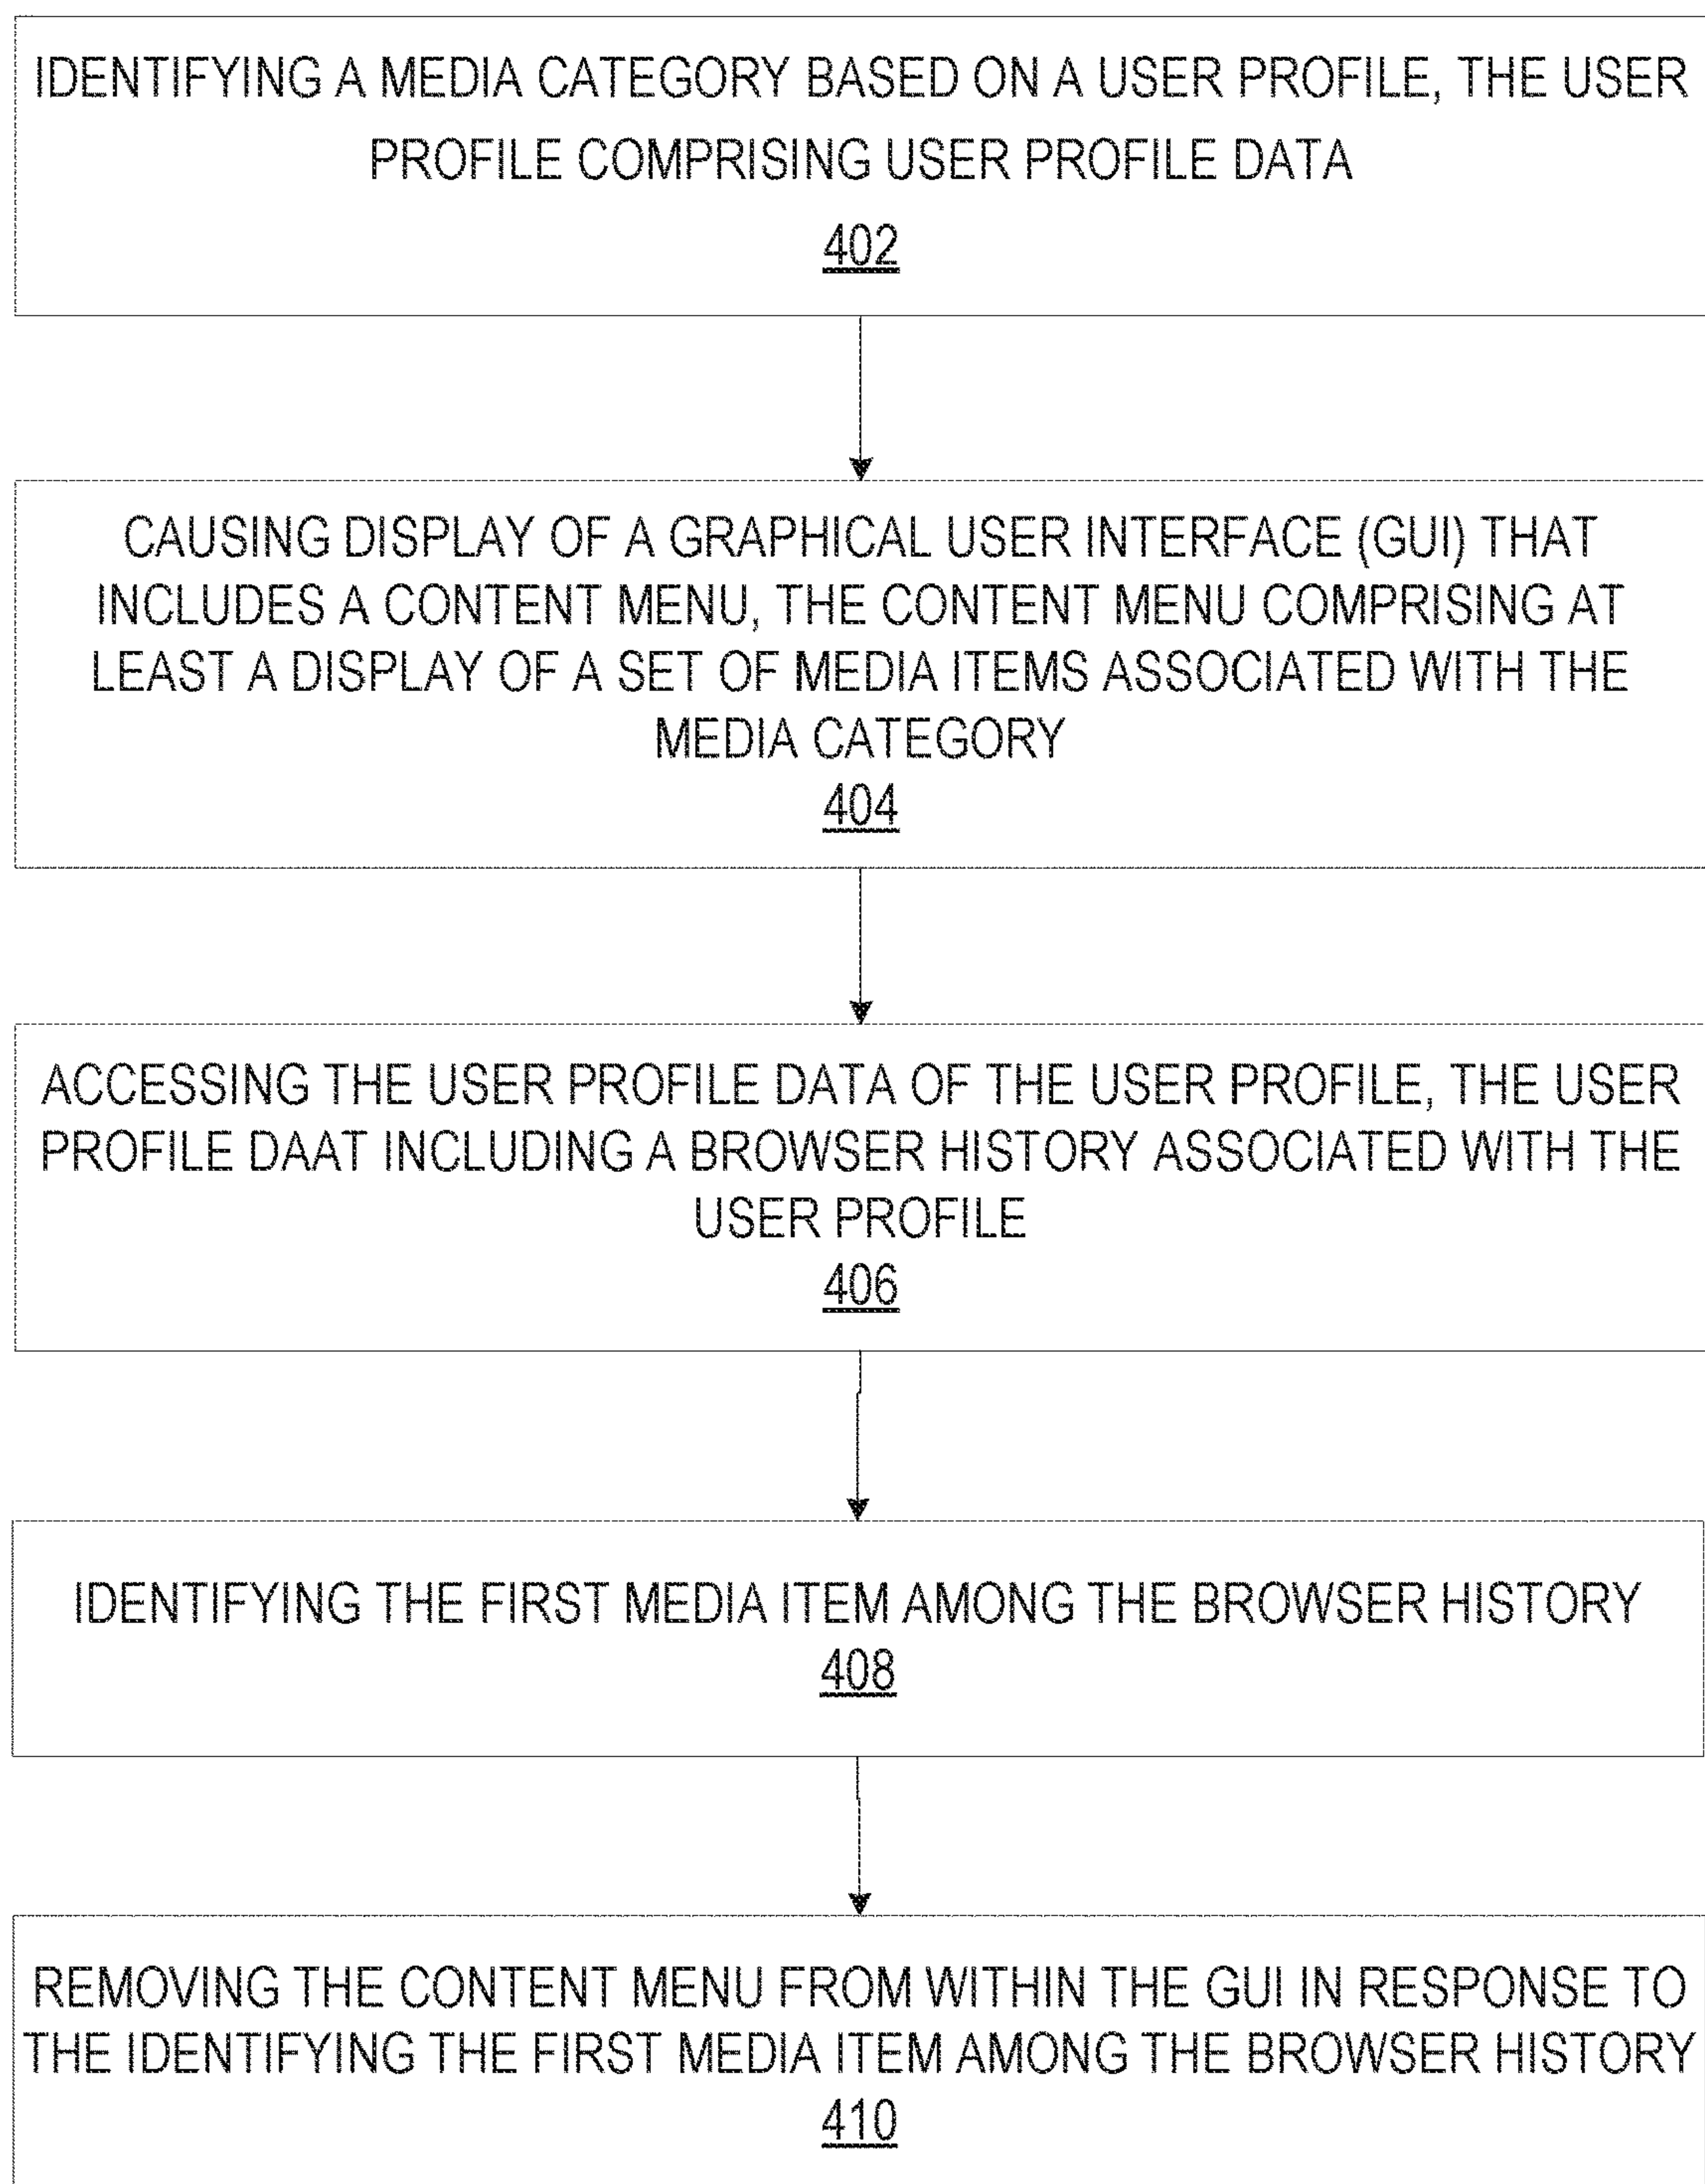 IDENTIFYING A MEDIA CATEGORY BASED ON A USER PROFILE, THE USER
PROFILE COMPRISING USER PROFILE DATA
402
CAUSING DISPLAY OF A GRAPHICAL USER INTERFACE (GUI) THAT
INCLUDES A CONTENT MENU, THE CONTENT MENU COMPRISING AT
LEAST A DISPLAY OF A SET OF MEDIA ITEMS ASSOCIATED WITH THE
MEDIA CATEGORY
404
ACCESSING THE USER PROFILE DATA OF THE USER PROFILE, THE USER
PROFILE DAAT INCLUDING A BROWSER HISTORY ASSOCIATED WITH THE
USER PROFILE
406
IDENTIFYING THE FIRST MEDIA ITEM AMONG THE BROWSER HISTORY
408
REMOVING THE CONTENT MENU FROM WITHIN THE GUI IN RESPONSE TO
THE IDENTIFYING THE FIRST MEDIA ITEM AMONG THE BROWSER HISTORY
410